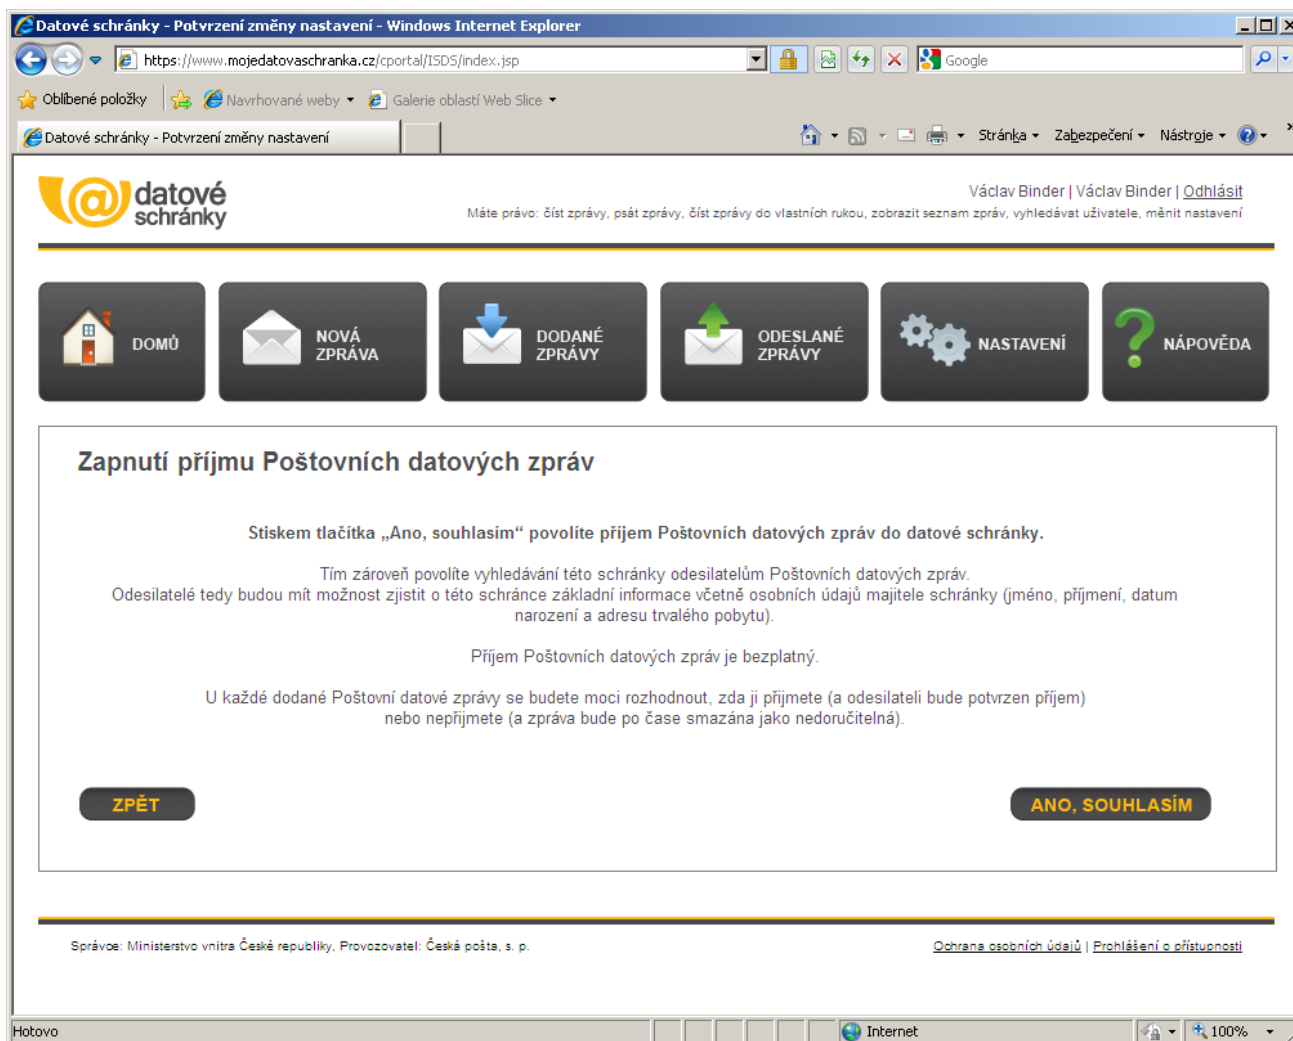 Datové schránky - Potvrzení změny nastavení - Windows Internet Explorer
https://www.mojedatovaschranka.cz/cportal/ISDS/index.jsp
Google
Oblíbené položky
Navrhované weby
Galerie oblastí Web Slice
Datové schránky - Potvrzení změny nastavení
Stránka
Zabezpečení
Nástroje
»
datové
schránky
Václav Binder | Václav Binder | Odhlásit
Máte právo: číst zprávy, psát zprávy, číst zprávy do vlastních rukou, zobrazit seznam zpráv, vyhledávat uživatele, měnit nastavení
DOMŮ
NOVÁ
ZPRÁVA
DODANÉ
ZPRÁVY
ODESLANÉ
ZPRÁVY
NASTAVENÍ
NÁPOVĚDA
Zapnutí příjmu Poštovních datových zpráv
Stiskem tlačítka „Ano, souhlasím“ povolíte příjem Poštovních datových zpráv do datové schránky.
Tím zároveň povolíte vyhledávání této schránky odesilatelům Poštovních datových zpráv.
Odesilatelé tedy budou mít možnost zjistit o této schránce základní informace včetně osobních údajů majitele schránky (jméno, příjmení, datum
narození a adresu trvalého pobytu).
Příjem Poštovních datových zpráv je bezplatný.
U každé dodané Poštovní datové zprávy se budete moci rozhodnout, zda ji přijmete (a odesilateli bude potvrzen příjem)
nebo nepřijmete (a zpráva bude po čase smazána jako nedoručitelná).
ZPĚT
ANO, SOUHLASÍM
Správce: Ministerstvo vnitra České republiky, Provozovatel: Česká pošta, s. p.
Ochrana osobních údajů | Prohlášení o přístupnosti
Hotovo
Internet
100%